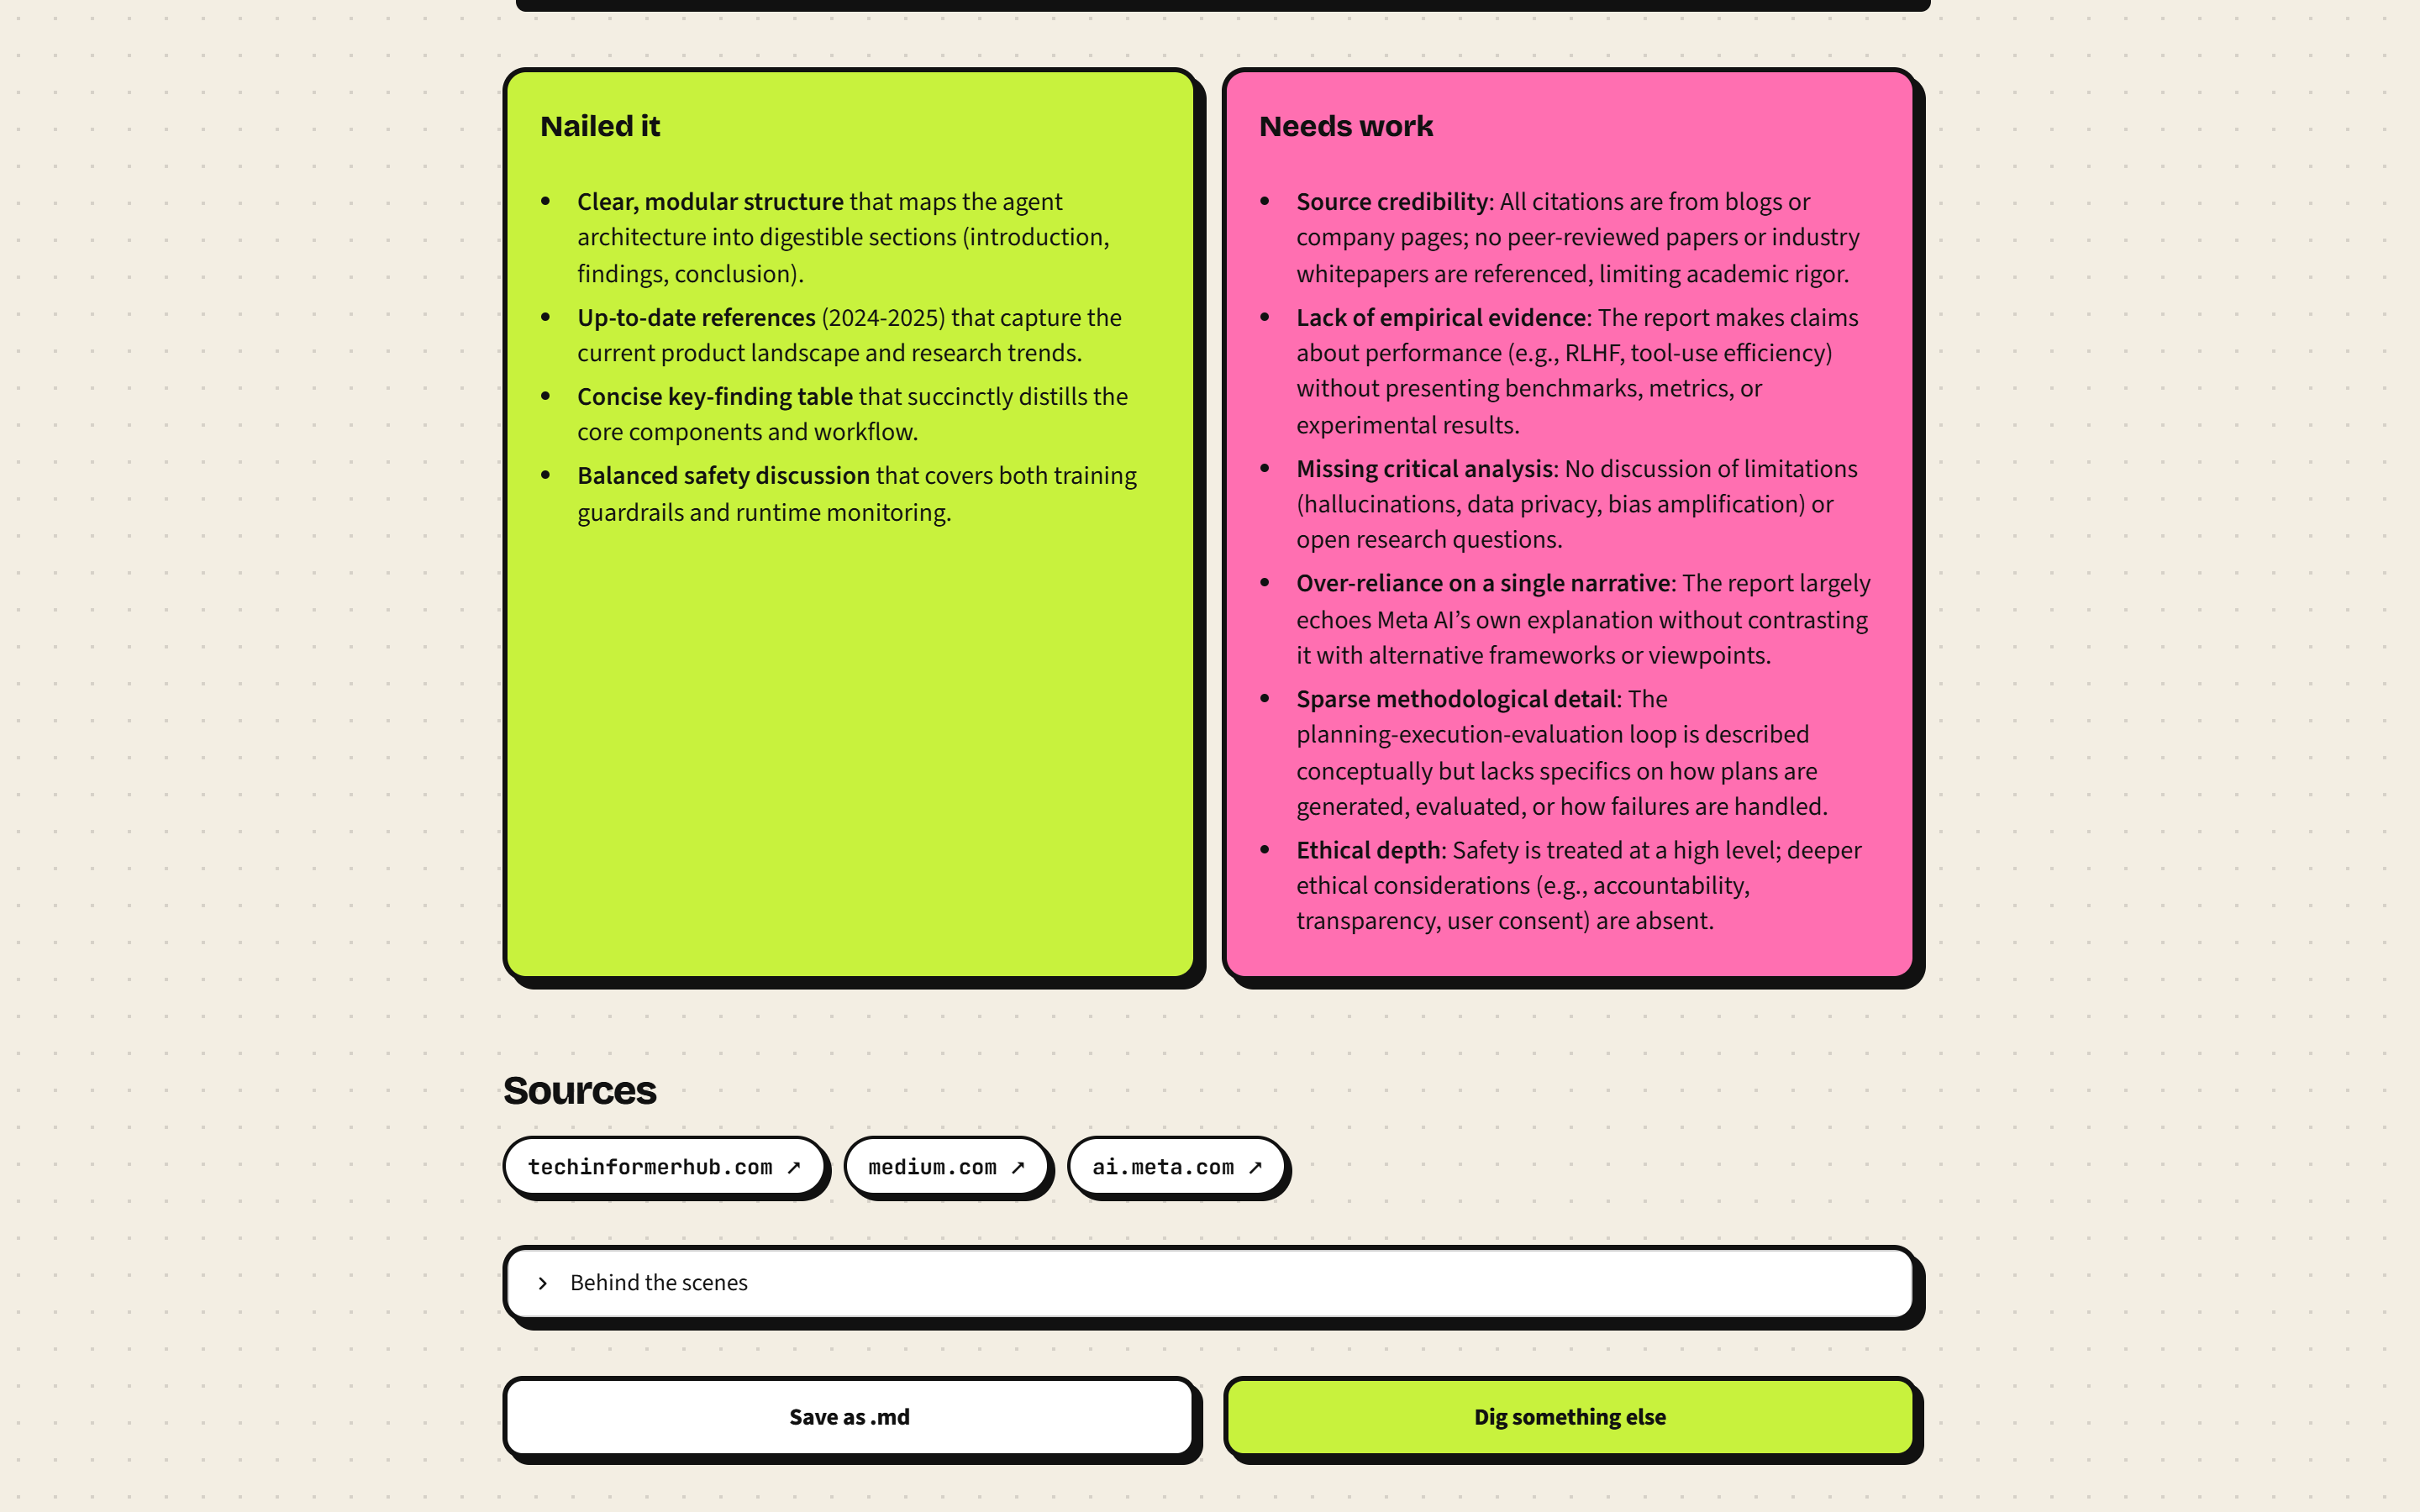 Nailed it
• Clear, modular structure that maps the agent
architecture into digestible sections (introduction,
findings, conclusion).
• Up-to-date references (2024-2025) that capture the
current product landscape and research trends.
• Concise key-finding table that succinctly distills the
core components and workflow.
• Balanced safety discussion that covers both training
guardrails and runtime monitoring.
Needs work
• Source credibility: All citations are from blogs or
company pages; no peer-reviewed papers or industry
whitepapers are referenced, limiting academic rigor.
• Lack of empirical evidence: The report makes claims
about performance (e.g., RLHF, tool-use efficiency)
without presenting benchmarks, metrics, or
experimental results.
• Missing critical analysis: No discussion of limitations
(hallucinations, data privacy, bias amplification) or
open research questions.
• Over-reliance on a single narrative: The report largely
echoes Meta AI’s own explanation without contrasting
it with alternative frameworks or viewpoints.
• Sparse methodological detail: The
planning-execution-evaluation loop is described
conceptually but lacks specifics on how plans are
generated, evaluated, or how failures are handled.
• Ethical depth: Safety is treated at a high level; deeper
ethical considerations (e.g., accountability,
transparency, user consent) are absent.
Sources
techinformerhub.com ↗ medium.com ↗ ai.meta.com ↗
Behind the scenes
Save as .md
Dig something else